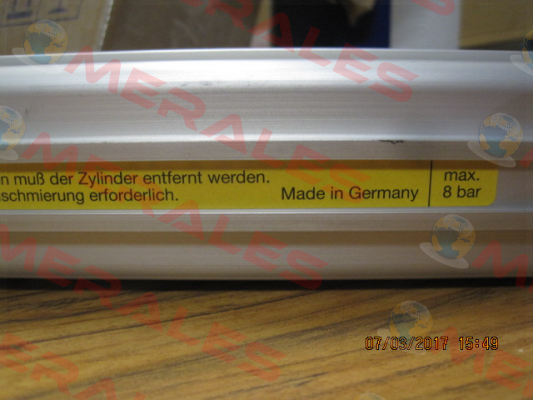 n muß der Zylinder entfernt werden.
schmierung erforderlich.
Made in Germany
max.
8 bar
MERALES
07/03/2017 15:49